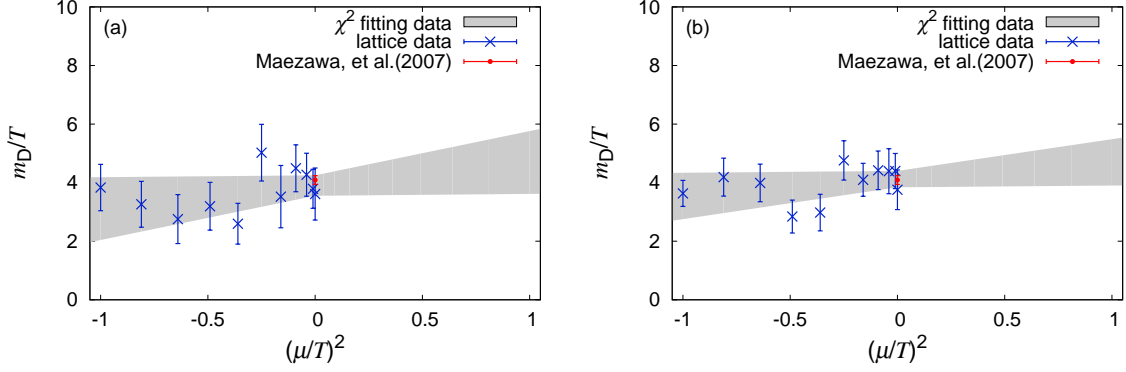 (a)
χ² fitting data
lattice data
Maezawa, et al.(2007)
10
8
6
4
2
0
m_D/T
-1
-0.5
0
0.5
1
(μ/T)²
(b)
χ² fitting data
lattice data
Maezawa, et al.(2007)
10
8
6
4
2
0
m_D/T
-1
-0.5
0
0.5
1
(μ/T)²